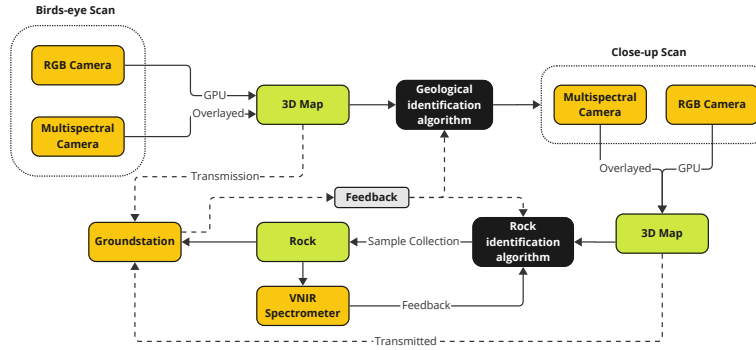 Birds-eye Scan
RGB Camera
Multispectral
Camera
GPU
Overlayed
3D Map
Geological
identification
algorithm
Close-up Scan
Multispectral
Camera
RGB Camera
Overlayed
GPU
Transmission
Feedback
Groundstation
Rock
Sample Collection
Rock
identification
algorithm
3D Map
VNIR
Spectrometer
Feedback
Transmitted